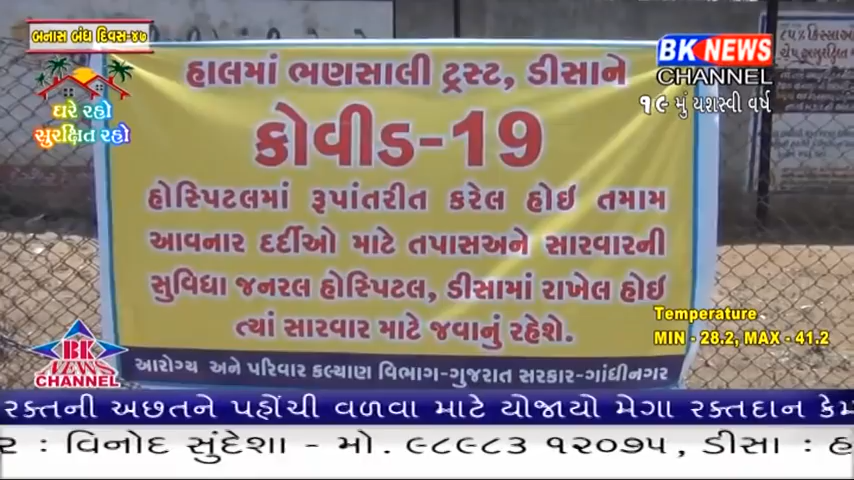 બનાસ બંધ દિવસ-૪૭
ઘરે રહો
સુરક્ષિત રહો
BK NEWS
CHANNEL
૧૯ મું યશસ્વી વર્ષ
હાલમાં ભણસાલી ટ્રસ્ટ, ડીસાને
કોવીડ-19
હોસ્પિટલમાં રૂપાંતરીત કરેલ હોઈ તમામ
આવનાર દર્દીઓ માટે તપાસઅને સારવારની
સુવિધા જનરલ હોસ્પિટલ, ડીસામાં રાખેલ હોઈ
ત્યાં સારવાર માટે જવાનું રહેશે.
આરોગ્ય અને પરિવાર કલ્યાણ વિભાગ-ગુજરાત સરકાર-ગાંધીનગર
Temperature
MIN - 28.2, MAX - 41.2
BK
NEWS
CHANNEL
રક્તની અછતને પહોંચી વળવા માટે યોજાયો મેગા રક્તદાન કેમ
ર : વિનોદ સુંદેશા - મો. ૯૮૯૮૩ ૧૨૦૭૫, ડીસા : હ